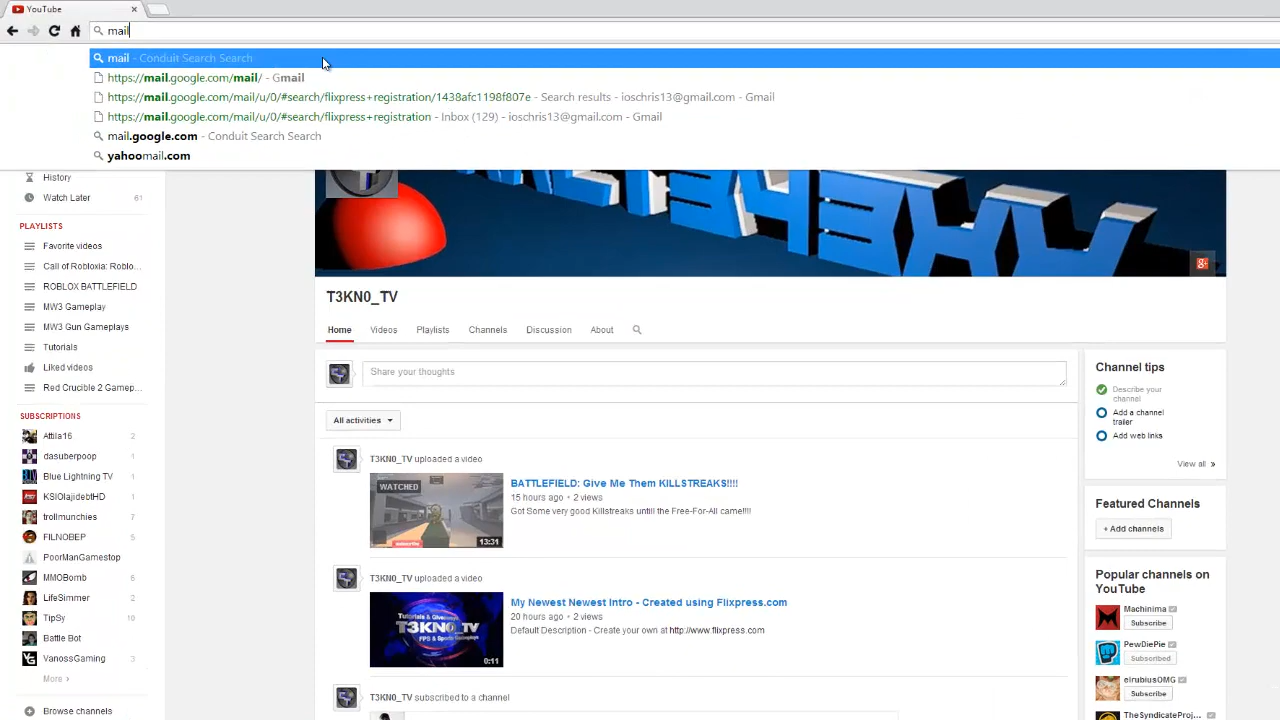 YouTube
mail
mail - Conduit Search Search
https://mail.google.com/mail/ - Gmail
https://mail.google.com/mail/u/0/#search/flixpress+registration/1438afc1198f807e - Search results - ioschris13@gmail.com - Gmail
https://mail.google.com/mail/u/0/#search/flixpress+registration - Inbox (129) - ioschris13@gmail.com - Gmail
mail.google.com - Conduit Search Search
yahoomail.com
History
Watch Later 61
PLAYLISTS
Favorite videos
Call of Robloxia: Roblo...
ROBLOX BATTLEFIELD
MW3 Gameplay
MW3 Gun Gameplays
Tutorials
Liked videos
Red Crucible 2 Gamep...
SUBSCRIPTIONS
Attila16 2
dasuberpoop 2
Blue Lightning TV 2
KSIOlajidebtHD 2
trollmunchies 2
FILNOBEP 5
PoorManGamestop
MMOBomb 6
LifeSimmer 2
TipSy 10
Battle Bot
VanossGaming 3
More ›
Browse channels
T3KN0_TV
Home Videos Playlists Channels Discussion About
Share your thoughts
All activities
T3KN0_TV uploaded a video
WATCHED
13:31
BATTLEFIELD: Give Me Them KILLSTREAKS!!!!
15 hours ago • 2 views
Got Some very good Killstreaks untill the Free-For-All came!!!!
T3KN0_TV uploaded a video
Tutorials & Giveaways
T3KN0_TV
FPS & Sports Gameplays
0:11
My Newest Newest Intro - Created using Flixpress.com
20 hours ago • 2 views
Default Description - Create your own at http://www.flixpress.com
T3KN0_TV subscribed to a channel
Channel tips
Describe your
channel
Add a channel
trailer
Add web links
View all »
Featured Channels
+ Add channels
Popular channels on
YouTube
Machinima
Subscribe
PewDiePie
Subscribed
elrubiusOMG
Subscribe
TheSyndicateProj...